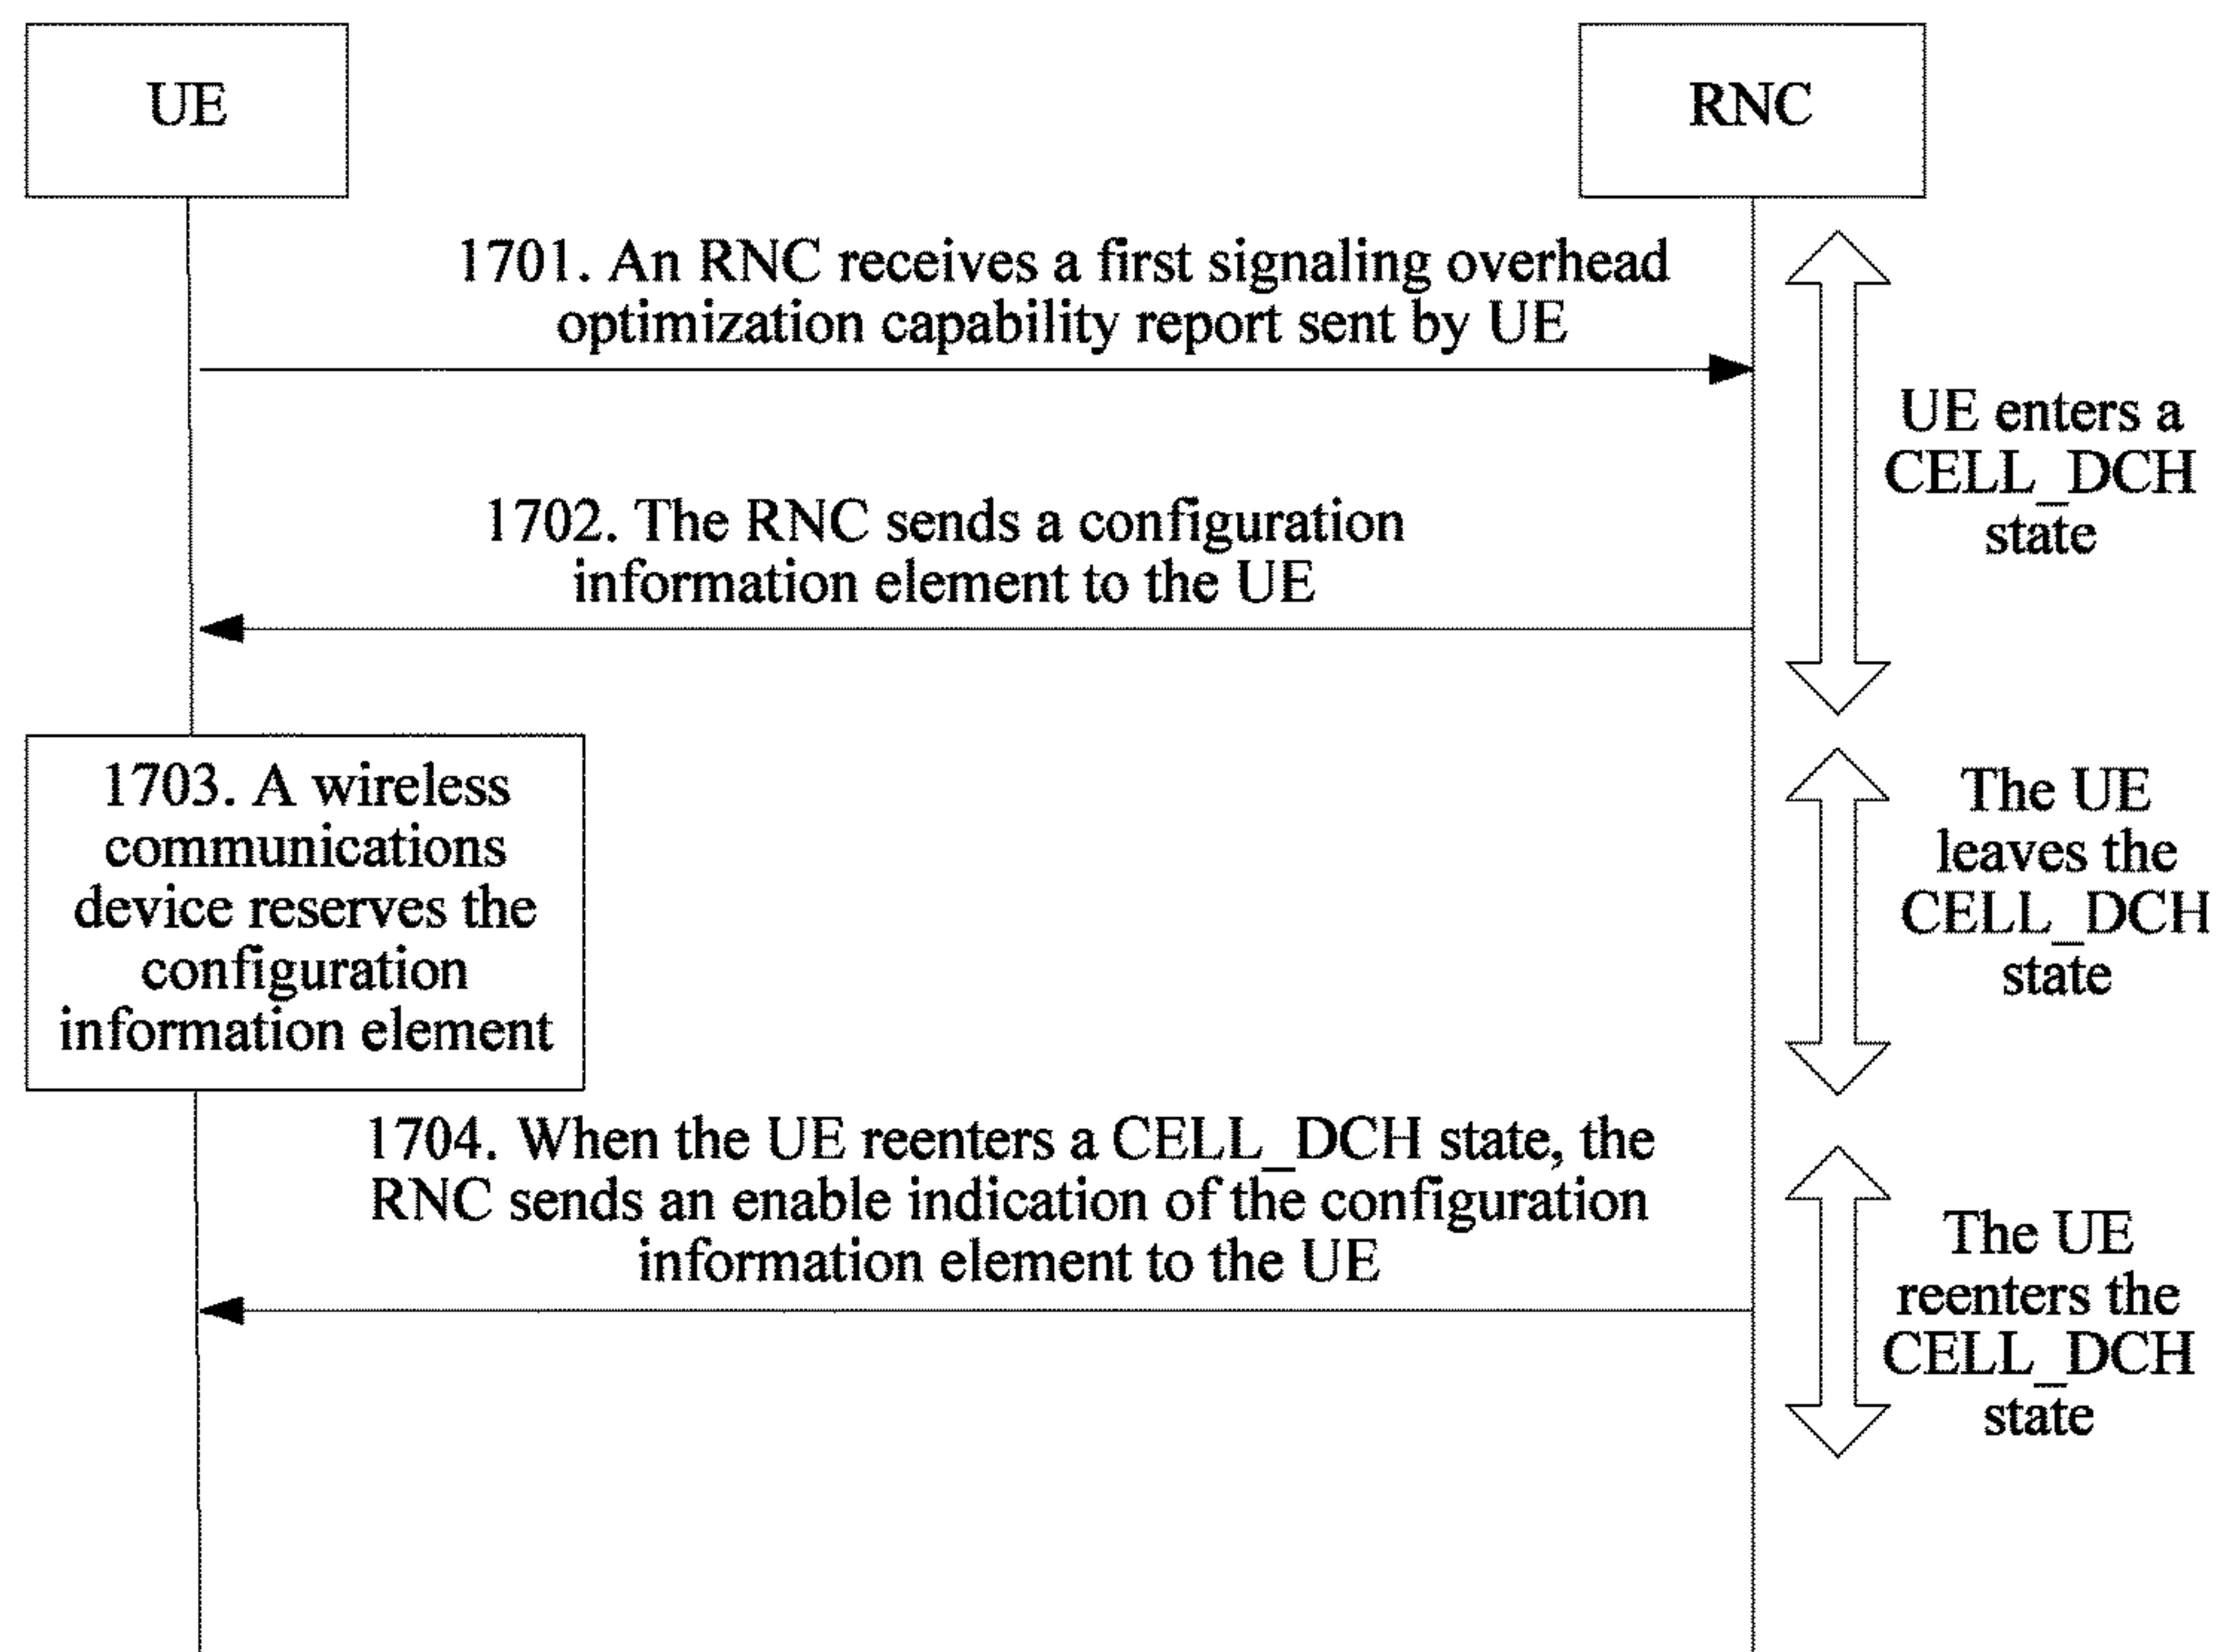 UE
RNC
1701. An RNC receives a first signaling overhead
optimization capability report sent by UE
UE enters a
CELL_DCH
state
1702. The RNC sends a configuration
information element to the UE
1703. A wireless
communications
device reserves the
configuration
information element
The UE
leaves the
CELL_DCH
state
1704. When the UE reenters a CELL_DCH state, the
RNC sends an enable indication of the configuration
information element to the UE
The UE
reenters the
CELL_DCH
state